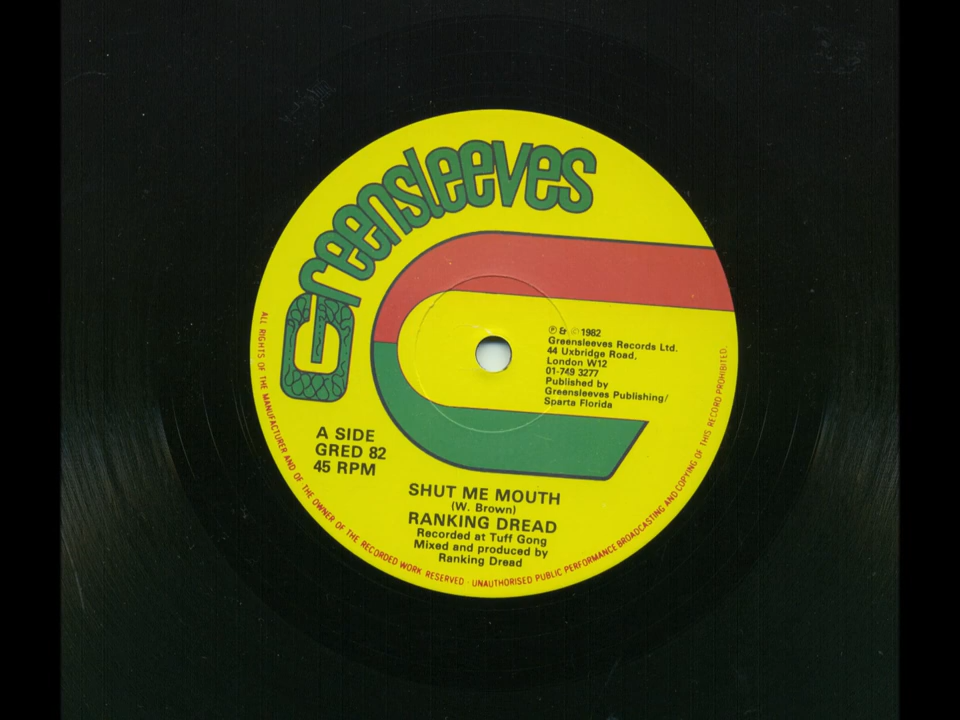 Greensleeves
℗ & © 1982
Greensleeves Records Ltd.
44 Uxbridge Road,
London W12
01-749 3277
Published by
Greensleeves Publishing/
Sparta Florida
A SIDE
GRED 82
45 RPM
SHUT ME MOUTH
(W. Brown)
RANKING DREAD
Recorded at Tuff Gong
Mixed and produced by
Ranking Dread
ALL RIGHTS OF THE MANUFACTURER AND OF THE OWNER OF THE RECORDED WORK RESERVED · UNAUTHORISED PUBLIC PERFORMANCE BROADCASTING AND COPYING OF THIS RECORD PROHIBITED.